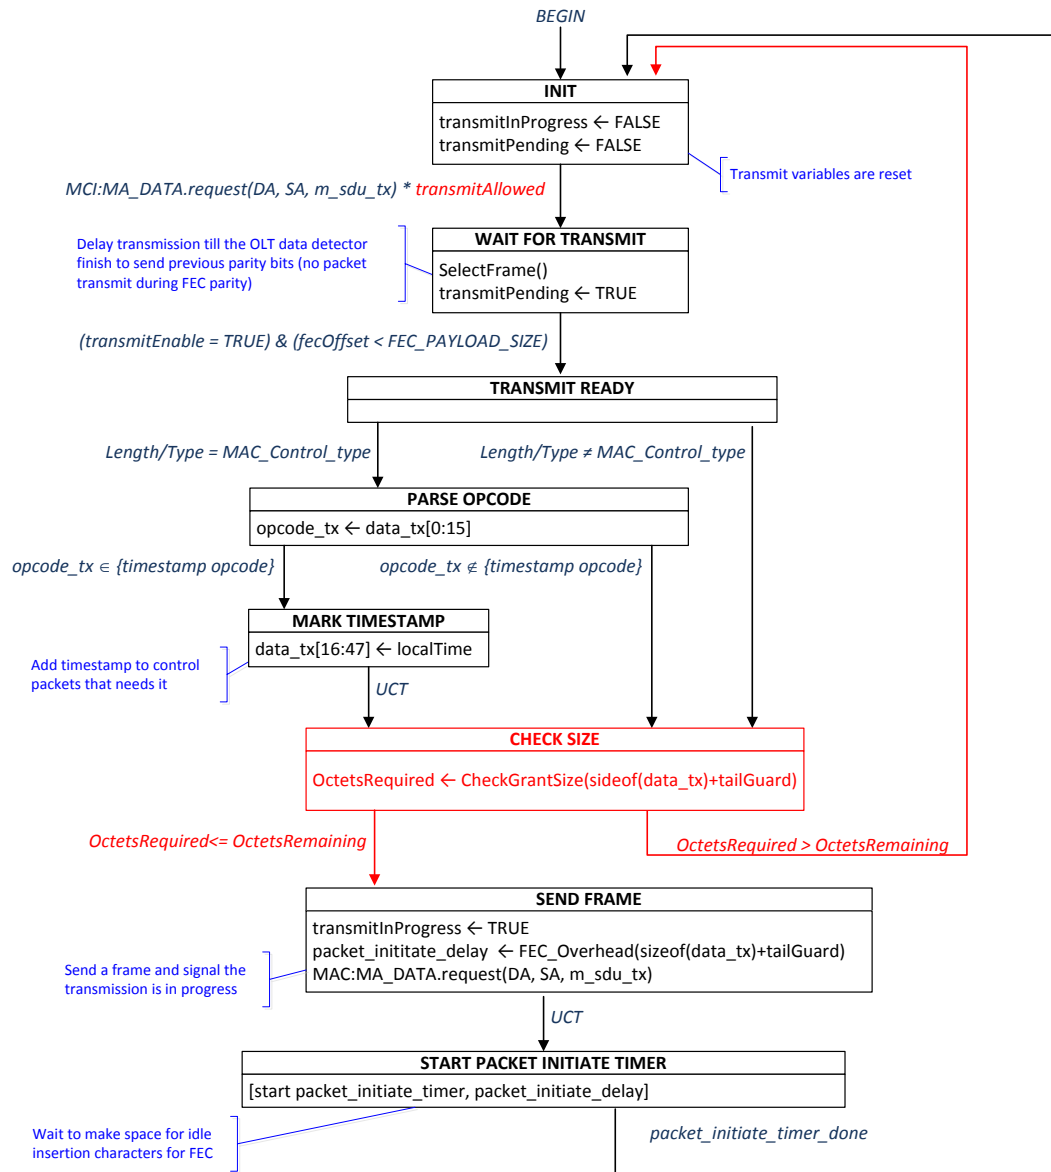 BEGIN
INIT
transmitInProgress ← FALSE
transmitPending ← FALSE
Transmit variables are reset
MCI:MA_DATA.request(DA, SA, m_sdu_tx) * transmitAllowed
WAIT FOR TRANSMIT
Delay transmission till the OLT data detector
finish to send previous parity bits (no packet
transmit during FEC parity)
SelectFrame()
transmitPending ← TRUE
(transmitEnable = TRUE) & (fecOffset < FEC_PAYLOAD_SIZE)
TRANSMIT READY
Length/Type = MAC_Control_type
Length/Type ≠ MAC_Control_type
PARSE OPCODE
opcode_tx ← data_tx[0:15]
opcode_tx ∈ {timestamp opcode}
opcode_tx ∉ {timestamp opcode}
MARK TIMESTAMP
data_tx[16:47] ← localTime
Add timestamp to control
packets that needs it
UCT
CHECK SIZE
OctetsRequired ← CheckGrantSize(sideof(data_tx)+tailGuard)
OctetsRequired<= OctetsRemaining
OctetsRequired > OctetsRemaining
SEND FRAME
transmitInProgress ← TRUE
packet_inititate_delay ← FEC_Overhead(sizeof(data_tx)+tailGuard)
MAC:MA_DATA.request(DA, SA, m_sdu_tx)
Send a frame and signal the
transmission is in progress
UCT
START PACKET INITIATE TIMER
[start packet_initiate_timer, packet_initiate_delay]
Wait to make space for idle
insertion characters for FEC
packet_initiate_timer_done